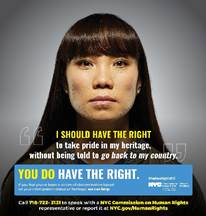 “ I SHOULD HAVE THE RIGHT
to take pride in my heritage,
without being told to go back to my country. ”
YOU DO HAVE THE RIGHT.
NYC
Call 718-722-3131 to speak with a NYC Commission on Human Rights
representative or report it at NYC.gov/HumanRights